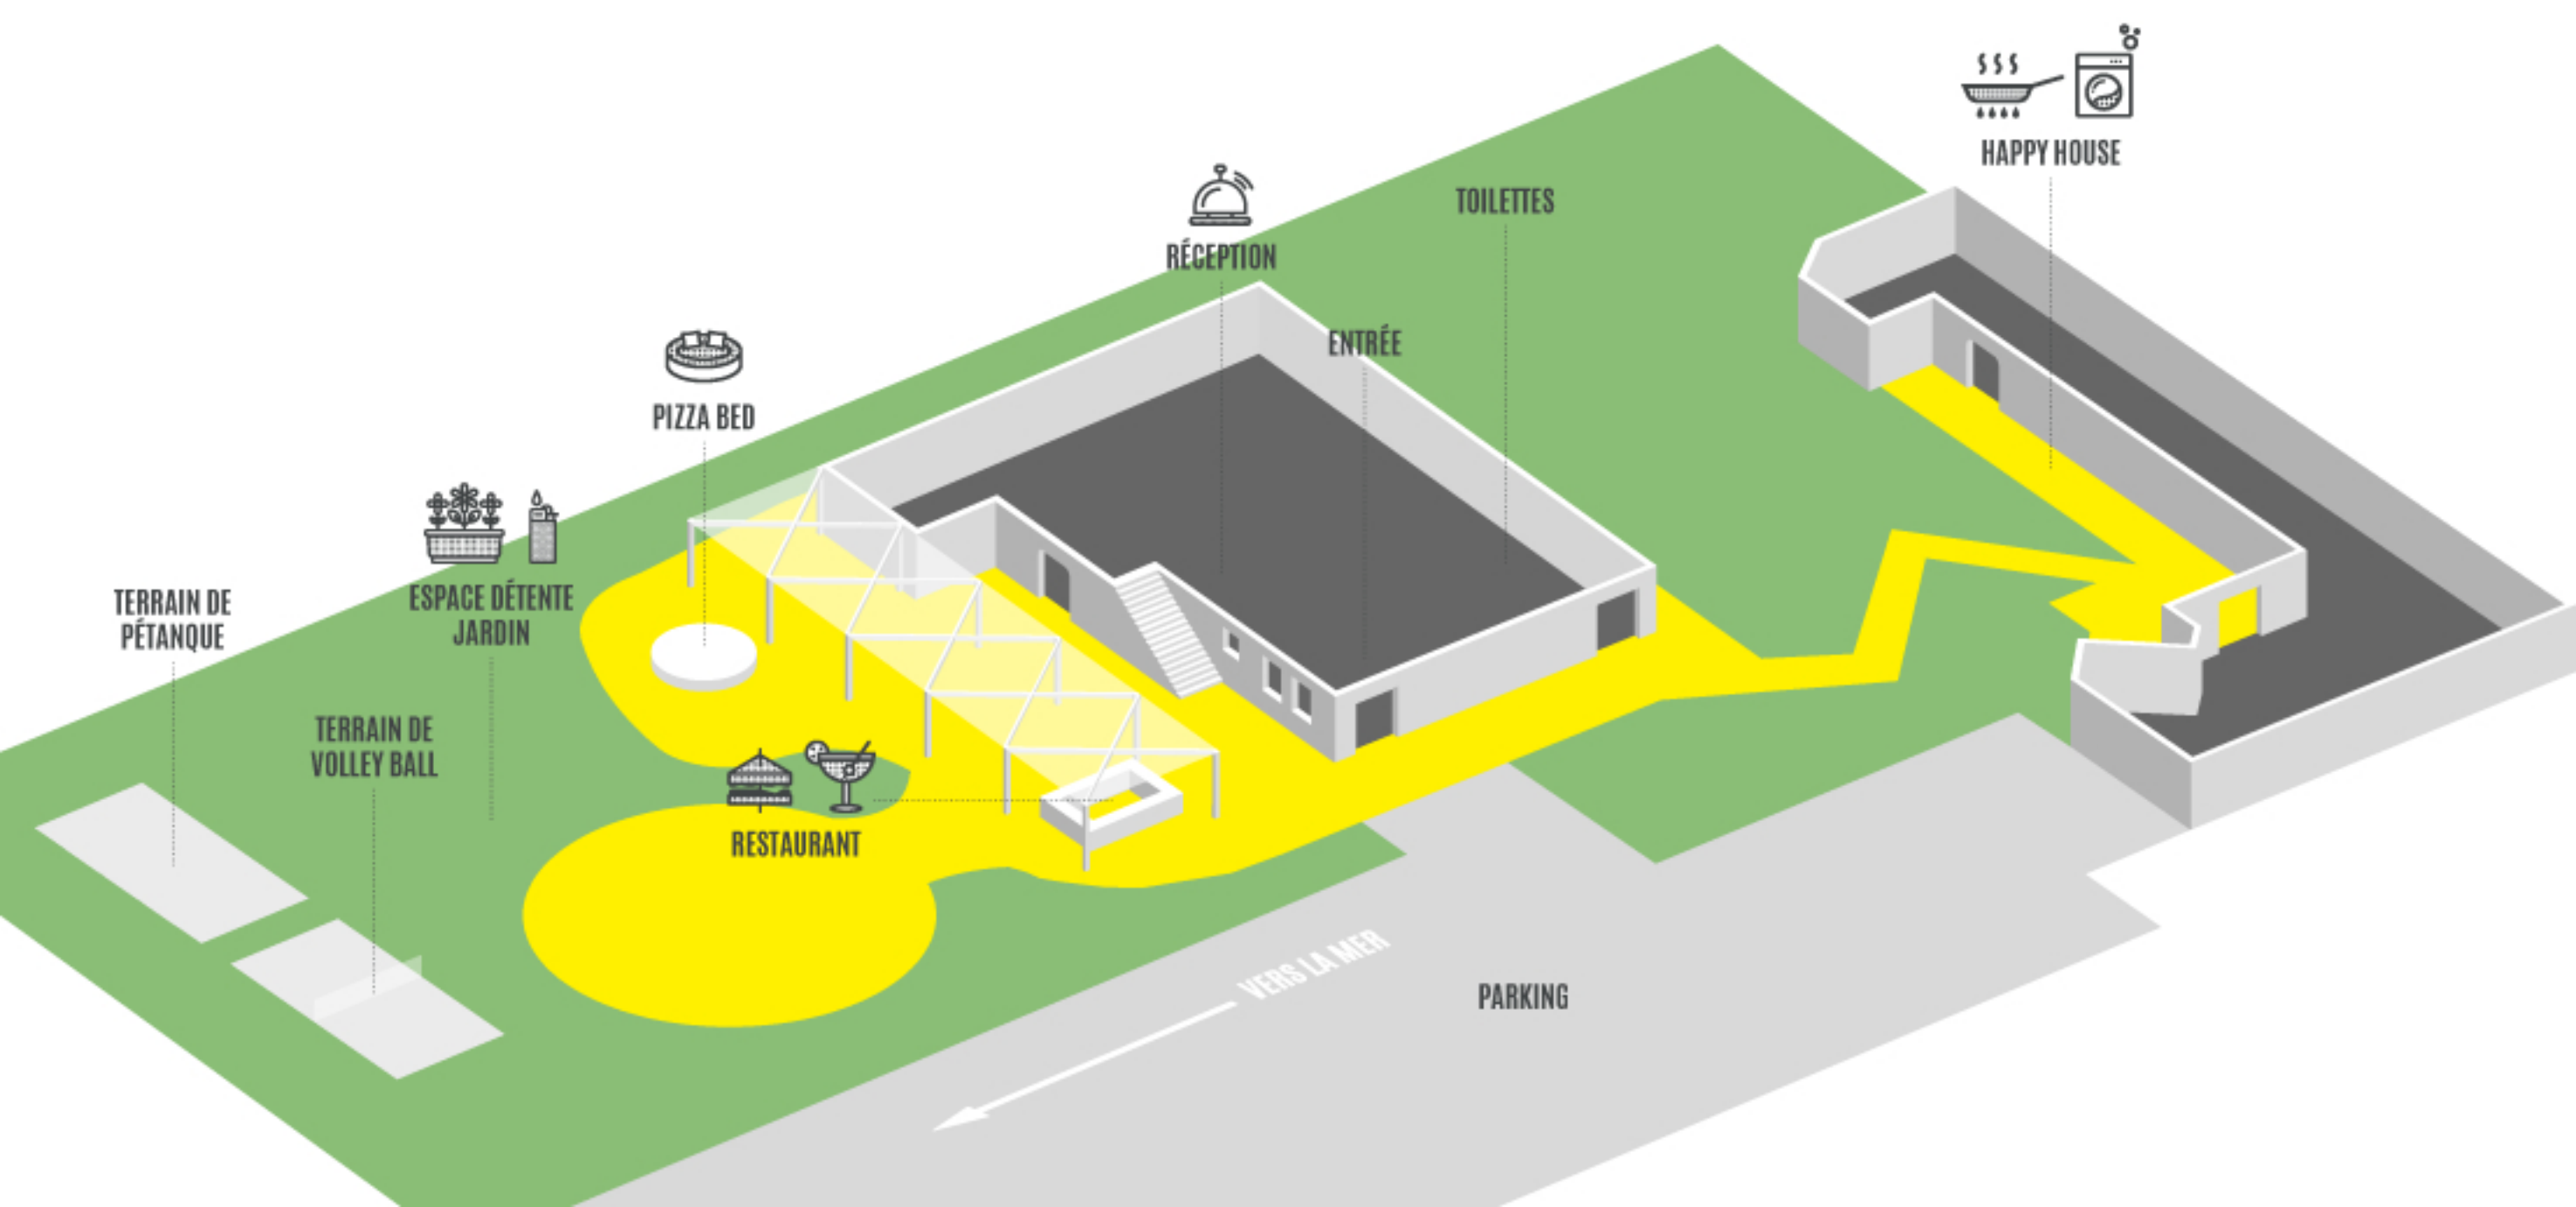 HAPPY HOUSE
TOILETTES
RÉCEPTION
ENTRÉE
PIZZA BED
ESPACE DÉTENTE
JARDIN
TERRAIN DE
PÉTANQUE
TERRAIN DE
VOLLEY BALL
RESTAURANT
VERS LA MER
PARKING